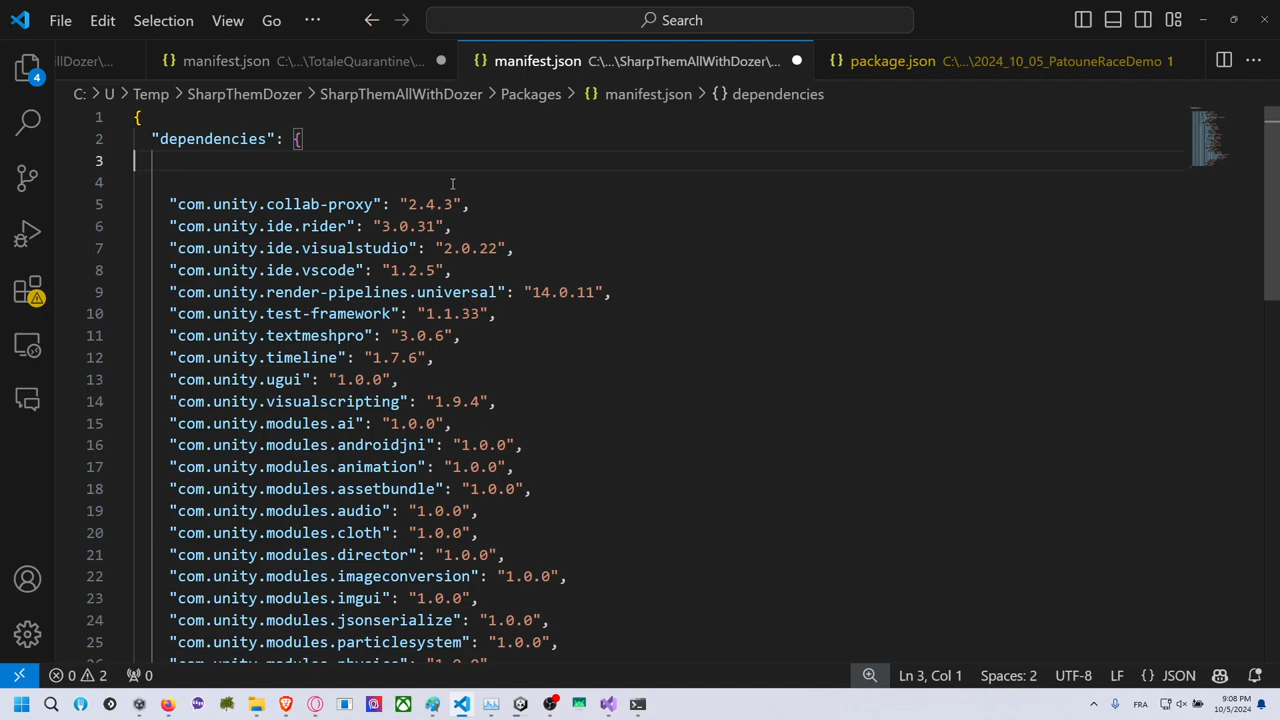 File Edit Selection View Go ··· Search
llDozer\... manifest.json C:\...\TotaleQuarantine\... manifest.json C:\...\SharpThemAllWithDozer\... package.json C:\...\2024_10_05_PatouneRaceDemo 1
C: > U > Temp > SharpThemDozer > SharpThemAllWithDozer > Packages > {} manifest.json > {} dependencies
1 {
2 "dependencies": {
3
4
5 "com.unity.collab-proxy": "2.4.3",
6 "com.unity.ide.rider": "3.0.31",
7 "com.unity.ide.visualstudio": "2.0.22",
8 "com.unity.ide.vscode": "1.2.5",
9 "com.unity.render-pipelines.universal": "14.0.11",
10 "com.unity.test-framework": "1.1.33",
11 "com.unity.textmeshpro": "3.0.6",
12 "com.unity.timeline": "1.7.6",
13 "com.unity.ugui": "1.0.0",
14 "com.unity.visualscripting": "1.9.4",
15 "com.unity.modules.ai": "1.0.0",
16 "com.unity.modules.androidjni": "1.0.0",
17 "com.unity.modules.animation": "1.0.0",
18 "com.unity.modules.assetbundle": "1.0.0",
19 "com.unity.modules.audio": "1.0.0",
20 "com.unity.modules.cloth": "1.0.0",
21 "com.unity.modules.director": "1.0.0",
22 "com.unity.modules.imageconversion": "1.0.0",
23 "com.unity.modules.imgui": "1.0.0",
24 "com.unity.modules.jsonserialize": "1.0.0",
25 "com.unity.modules.particlesystem": "1.0.0",
26 "com.unity.modules.physics": "1.0.0"
4
0 2 0 Ln 3, Col 1 Spaces: 2 UTF-8 LF {} JSON
FRA 9:08 PM
10/5/2024